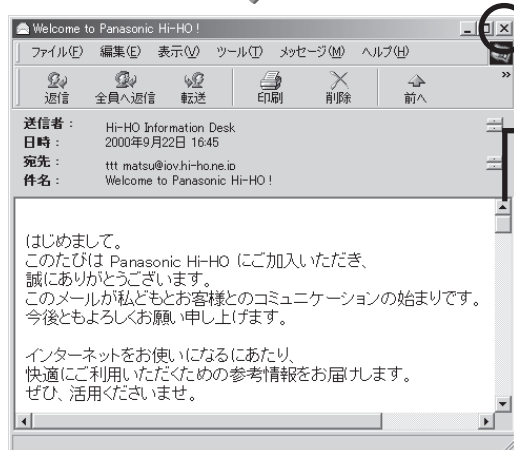 Welcome to Panasonic Hi-HO !
ファイル(F) 編集(E) 表示(V) ツール(T) メッセージ(M) ヘルプ(H)
返信 全員へ返信 転送 印刷 削除 前へ »
送信者 : Hi-HO Information Desk
日時 : 2000年9月22日 16:45
宛先 : ttt matsu@iov.hi-ho.ne.jp
件名 : Welcome to Panasonic Hi-HO !
はじめまして。
このたびは Panasonic Hi-HO にご加入いただき、
誠にありがとうございます。
このメールが私どもとお客様とのコミュニケーションの始まりです。
今後ともよろしくお願い申し上げます。
インターネットをお使いになるにあたり、
快適にご利用いただくための参考情報をお届けします。
ぜひ、活用くださいませ。